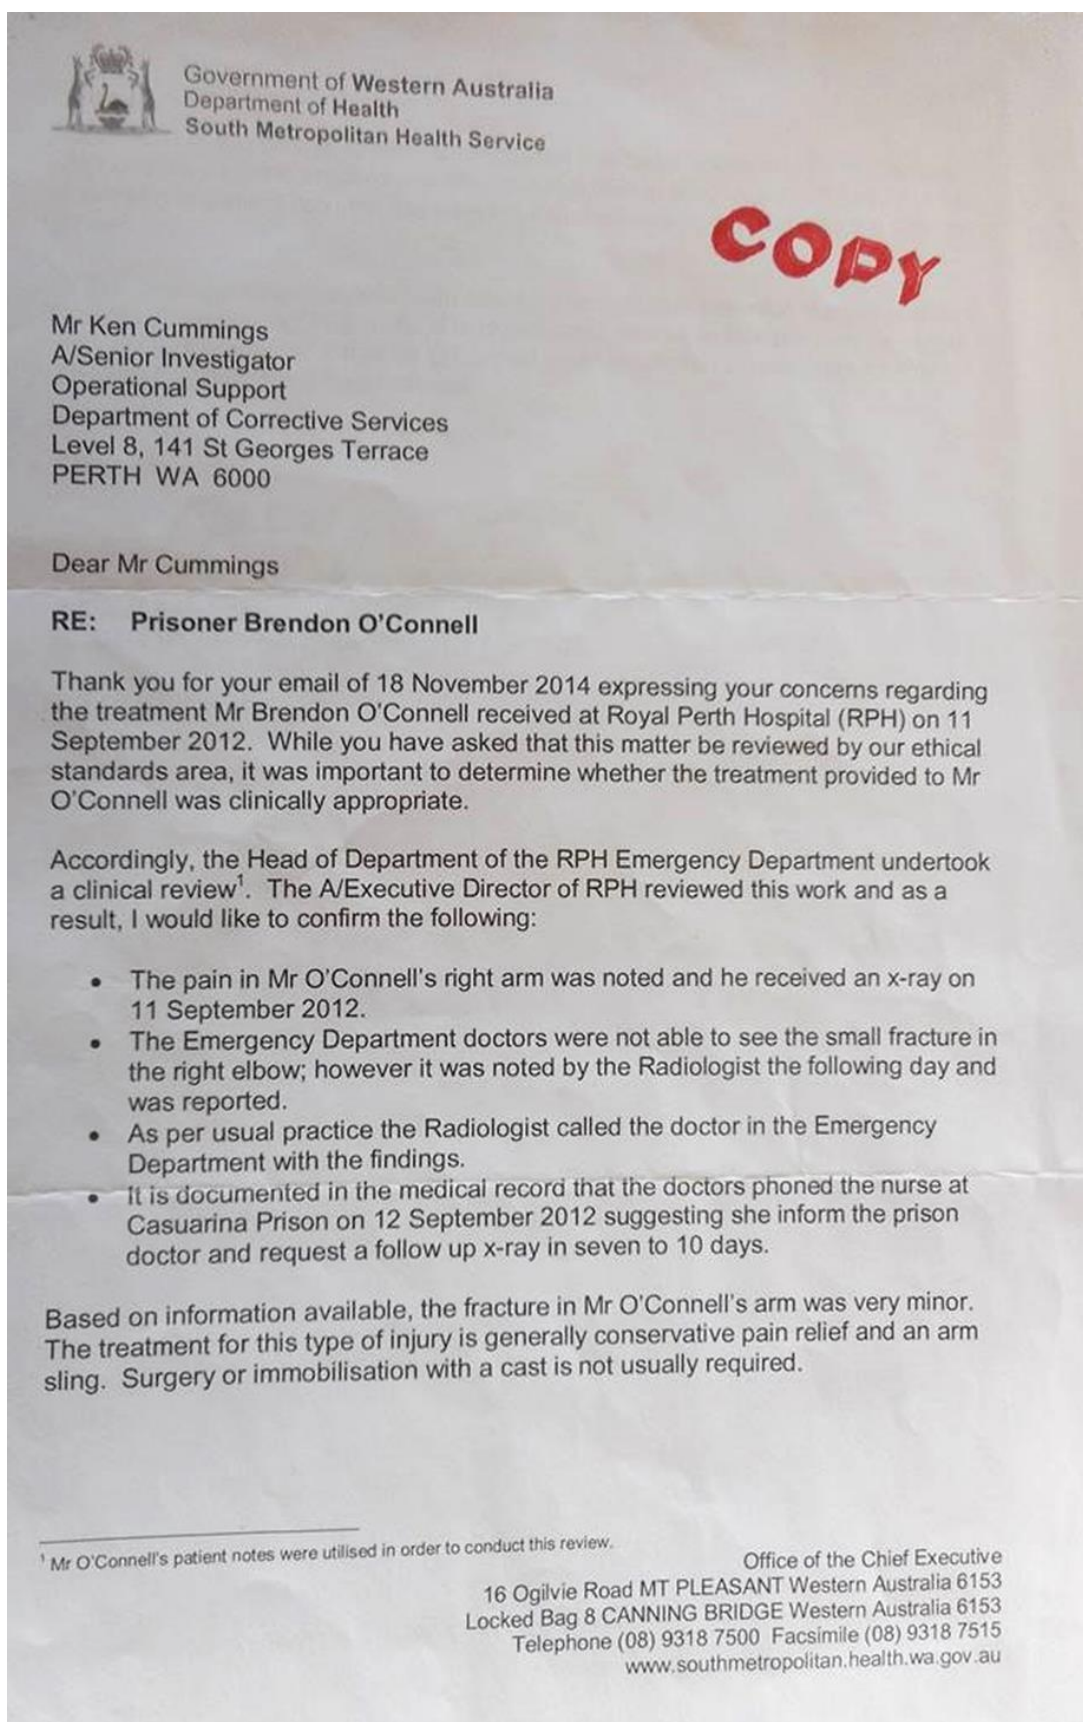 Government of Western Australia
Department of Health
South Metropolitan Health Service
COPY
Mr Ken Cummings
A/Senior Investigator
Operational Support
Department of Corrective Services
Level 8, 141 St Georges Terrace
PERTH WA 6000
Dear Mr Cummings
RE: Prisoner Brendon O'Connell
Thank you for your email of 18 November 2014 expressing your concerns regarding
the treatment Mr Brendon O'Connell received at Royal Perth Hospital (RPH) on 11
September 2012. While you have asked that this matter be reviewed by our ethical
standards area, it was important to determine whether the treatment provided to Mr
O'Connell was clinically appropriate.
Accordingly, the Head of Department of the RPH Emergency Department undertook
a clinical review¹. The A/Executive Director of RPH reviewed this work and as a
result, I would like to confirm the following:
• The pain in Mr O'Connell's right arm was noted and he received an x-ray on
11 September 2012.
• The Emergency Department doctors were not able to see the small fracture in
the right elbow; however it was noted by the Radiologist the following day and
was reported.
• As per usual practice the Radiologist called the doctor in the Emergency
Department with the findings.
• It is documented in the medical record that the doctors phoned the nurse at
Casuarina Prison on 12 September 2012 suggesting she inform the prison
doctor and request a follow up x-ray in seven to 10 days.
Based on information available, the fracture in Mr O'Connell's arm was very minor.
The treatment for this type of injury is generally conservative pain relief and an arm
sling. Surgery or immobilisation with a cast is not usually required.
¹ Mr O'Connell's patient notes were utilised in order to conduct this review.
Office of the Chief Executive
16 Ogilvie Road MT PLEASANT Western Australia 6153
Locked Bag 8 CANNING BRIDGE Western Australia 6153
Telephone (08) 9318 7500 Facsimile (08) 9318 7515
www.southmetropolitan.health.wa.gov.au